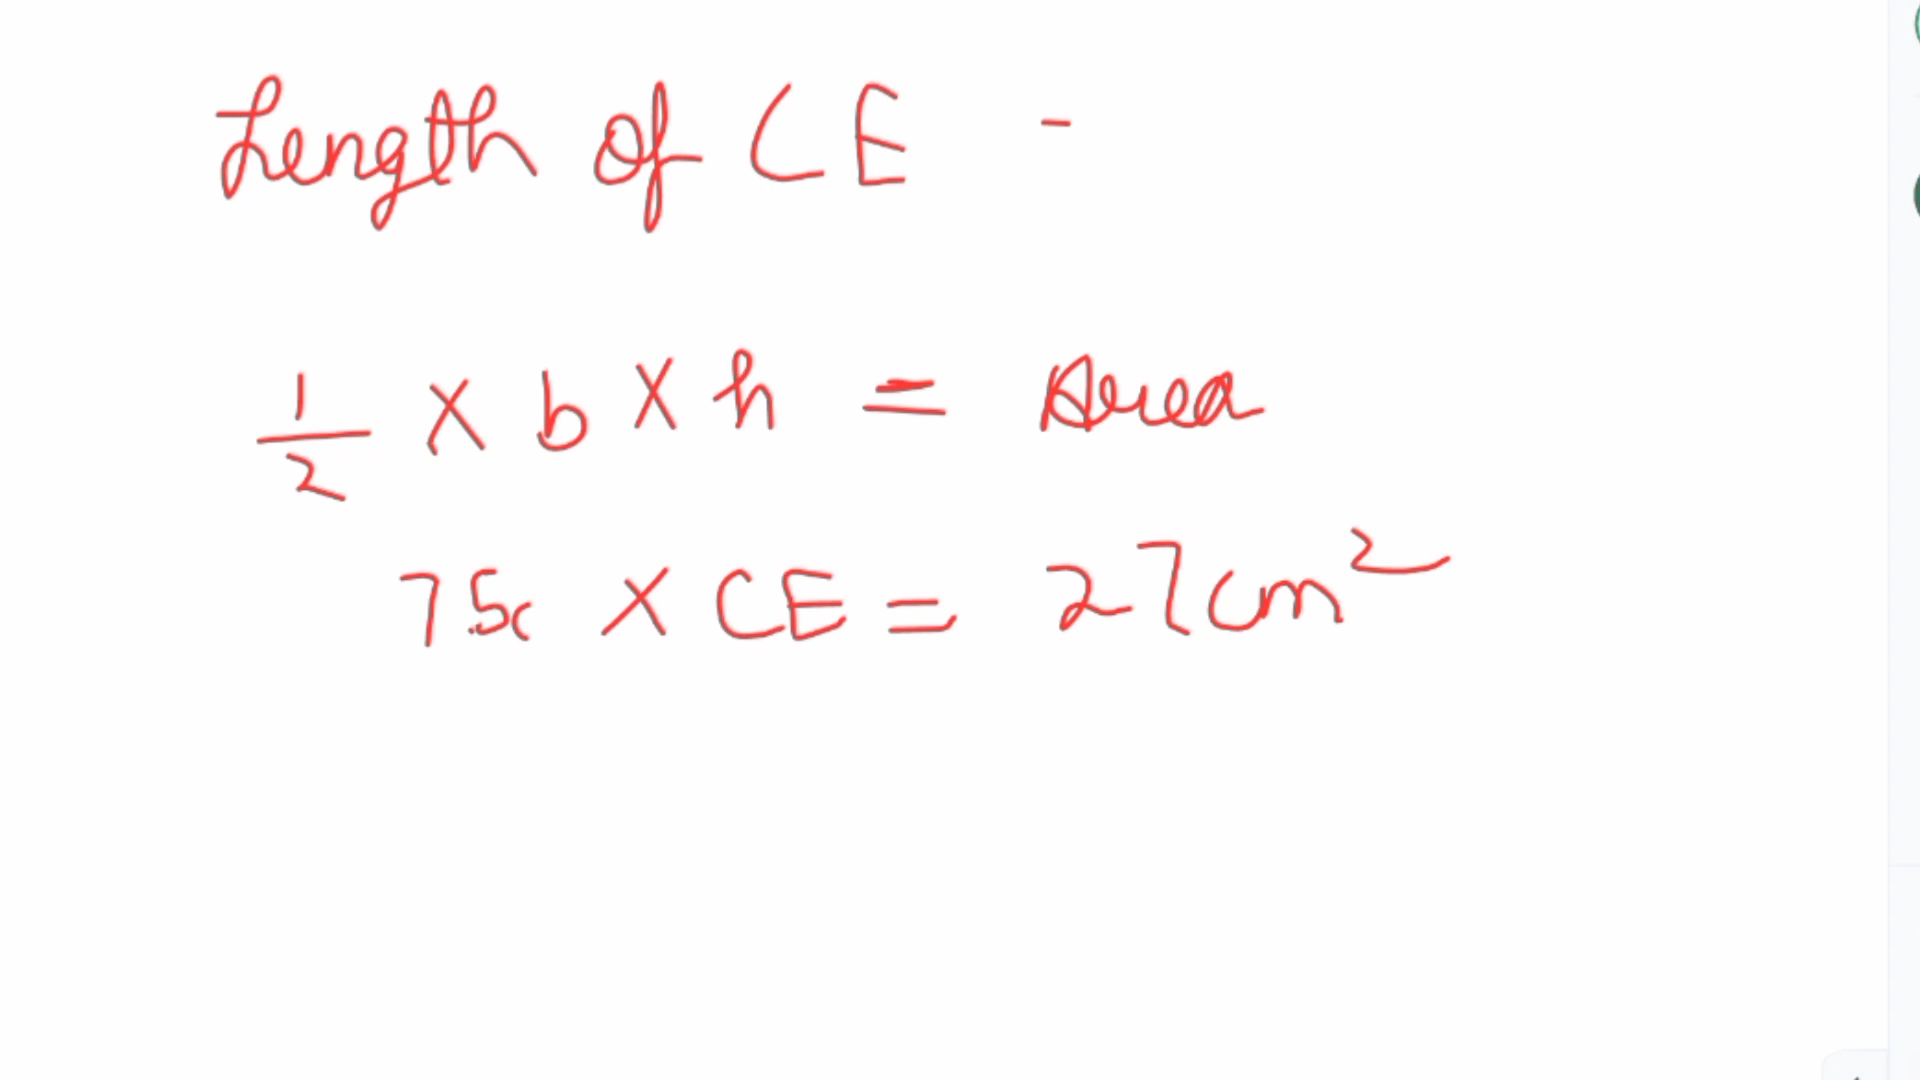 Length of CE -
1/2 × b × h = Area
7.5c × CE = 27cm²